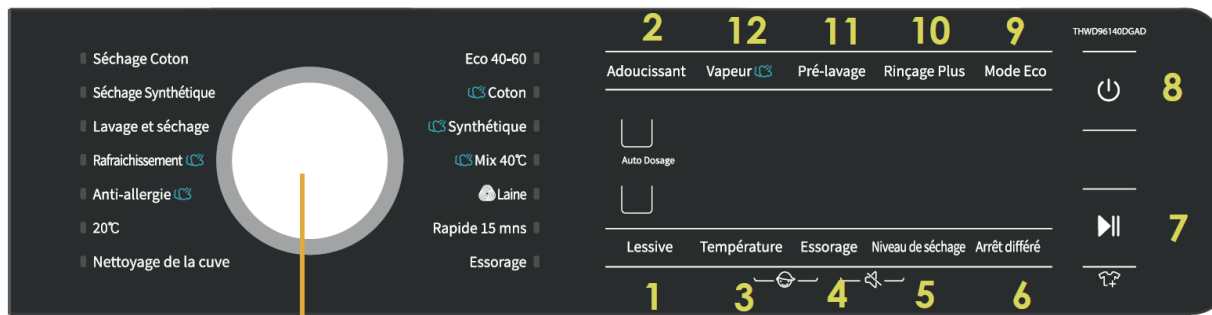 2 12 11 10 9
THWD96140DGAD
Séchage Coton
Séchage Synthétique
Lavage et séchage
Rafraichissement
Anti-allergie
20℃
Nettoyage de la cuve
Eco 40-60
Coton
Synthétique
Mix 40℃
Laine
Rapide 15 mns
Essorage
Adoucissant Vapeur Pré-lavage Rinçage Plus Mode Eco
8
Auto Dosage
7
Lessive Température Essorage Niveau de séchage Arrêt différé
1 3 4 5 6